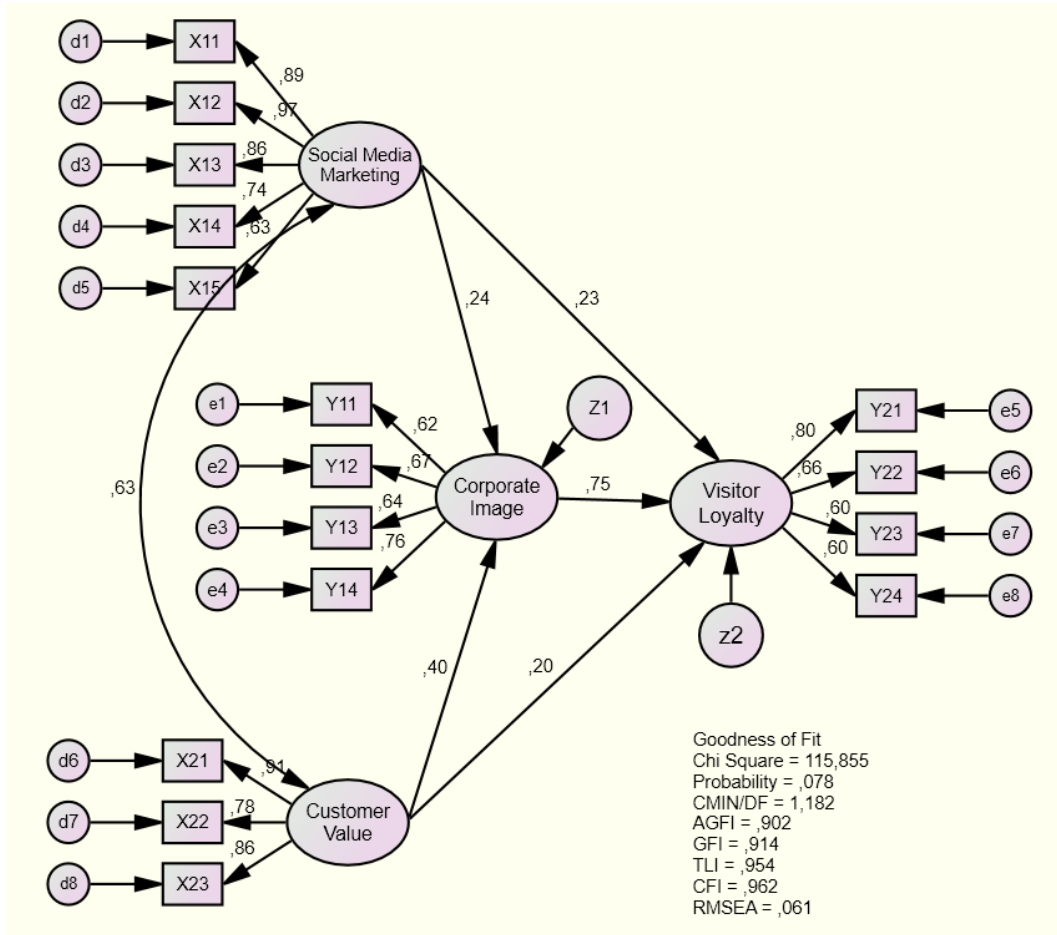 d1
X11
,89
d2
X12
,97
d3
X13
,86
Social Media
Marketing
d4
X14
,74
d5
X15
,63
,24
,23
,63
e1
Y11
,62
e2
Y12
,67
e3
Y13
,64
e4
Y14
,76
Corporate
Image
Z1
,75
Visitor
Loyalty
z2
,80
Y21
e5
,66
Y22
e6
,60
Y23
e7
,60
Y24
e8
,40
,20
d6
X21
,91
d7
X22
,78
d8
X23
,86
Customer
Value
Goodness of Fit
Chi Square = 115,855
Probability = ,078
CMIN/DF = 1,182
AGFI = ,902
GFI = ,914
TLI = ,954
CFI = ,962
RMSEA = ,061